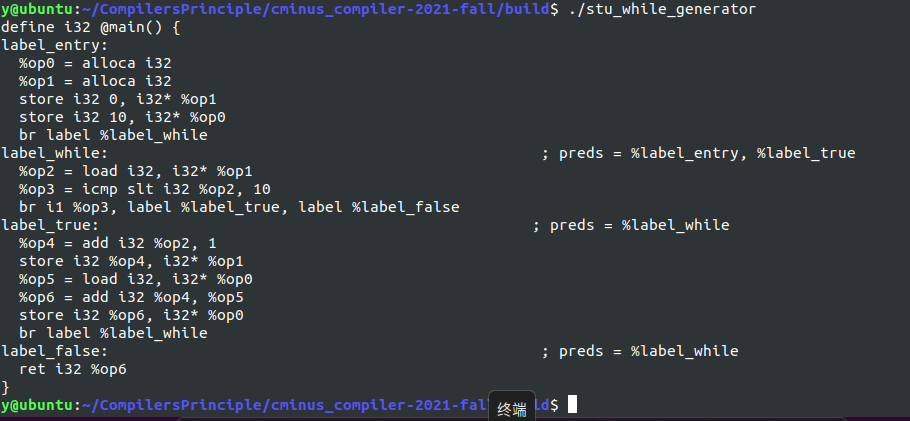 y@ubuntu:~/CompilersPrinciple/cminus_compiler-2021-fall/build$ ./stu_while_generator
define i32 @main() {
label_entry:
  %op0 = alloca i32
  %op1 = alloca i32
  store i32 0, i32* %op1
  store i32 10, i32* %op0
  br label %label_while
label_while:                                                ; preds = %label_entry, %label_true
  %op2 = load i32, i32* %op1
  %op3 = icmp slt i32 %op2, 10
  br i1 %op3, label %label_true, label %label_false
label_true:                                                ; preds = %label_while
  %op4 = add i32 %op2, 1
  store i32 %op4, i32* %op1
  %op5 = load i32, i32* %op0
  %op6 = add i32 %op4, %op5
  store i32 %op6, i32* %op0
  br label %label_while
label_false:                                                ; preds = %label_while
  ret i32 %op6
}
y@ubuntu:~/CompilersPrinciple/cminus_compiler-2021-fall/build$
终端